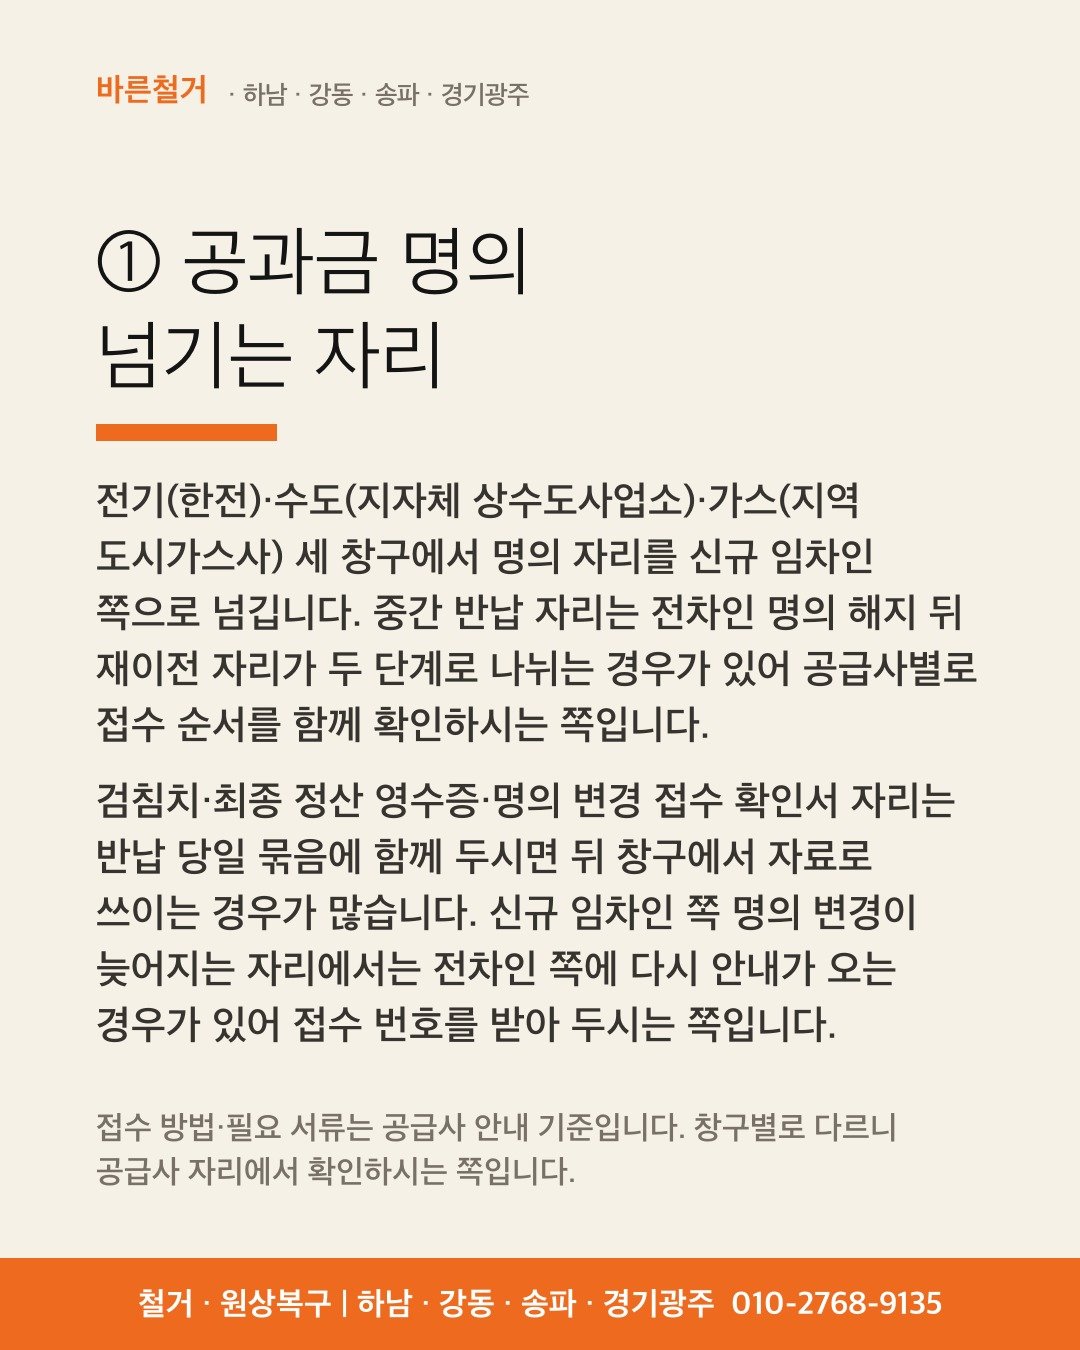 바른철거 · 하남 · 강동 · 송파 · 경기광주
① 공과금 명의
넘기는 자리
전기(한전)·수도(지자체 상수도사업소)·가스(지역
도시가스사) 세 창구에서 명의 자리를 신규 임차인
쪽으로 넘깁니다. 중간 반납 자리는 전차인 명의 해지 뒤
재이전 자리가 두 단계로 나뉘는 경우가 있어 공급사별로
접수 순서를 함께 확인하시는 쪽입니다.
검침치·최종 정산 영수증·명의 변경 접수 확인서 자리는
반납 당일 묶음에 함께 두시면 뒤 창구에서 자료로
쓰이는 경우가 많습니다. 신규 임차인 쪽 명의 변경이
늦어지는 자리에서는 전차인 쪽에 다시 안내가 오는
경우가 있어 접수 번호를 받아 두시는 쪽입니다.
접수 방법·필요 서류는 공급사 안내 기준입니다. 창구별로 다르니
공급사 자리에서 확인하시는 쪽입니다.
철거 · 원상복구 | 하남 · 강동 · 송파 · 경기광주 010-2768-9135